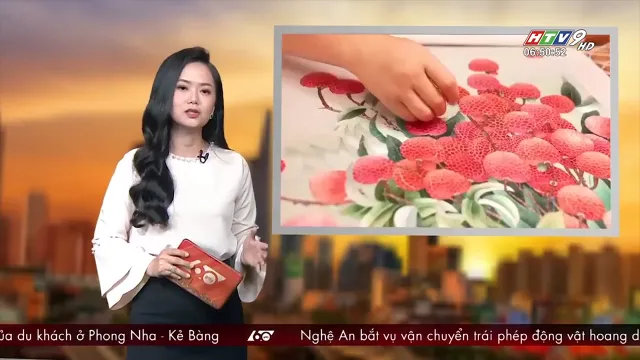 HTV9 HD
06:50:52
ủa du khách ở Phong Nha - Kẻ Bàng 60 Nghệ An bắt vụ vận chuyển trái phép động vật hoang d